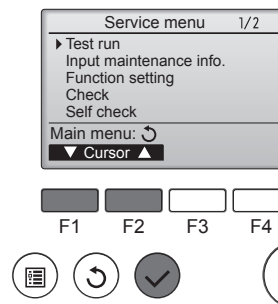 Service menu 1/2
Test run
Input maintenance info.
Function setting
Check
Self check
Main menu:
Cursor
F1 F2 F3 F4